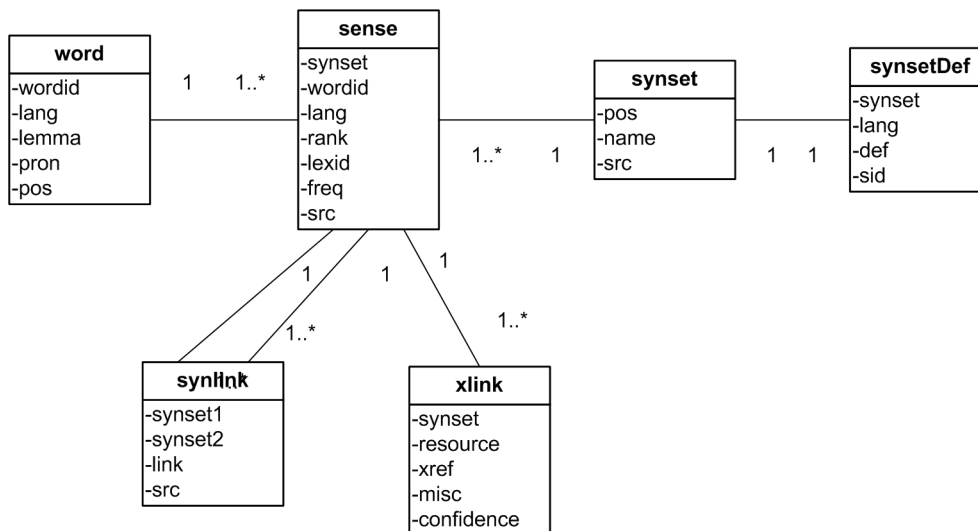 word
-wordid
-lang
-lemma
-pron
-pos
1
1..*
sense
-synset
-wordid
-lang
-rank
-lexid
-freq
-src
1..*
1
synset
-pos
-name
-src
1
1
synsetDef
-synset
-lang
-def
-sid
1
1
1
1..*
1..*
synlink
1..*
-synset1
-synset2
-link
-src
xlink
-synset
-resource
-xref
-misc
-confidence